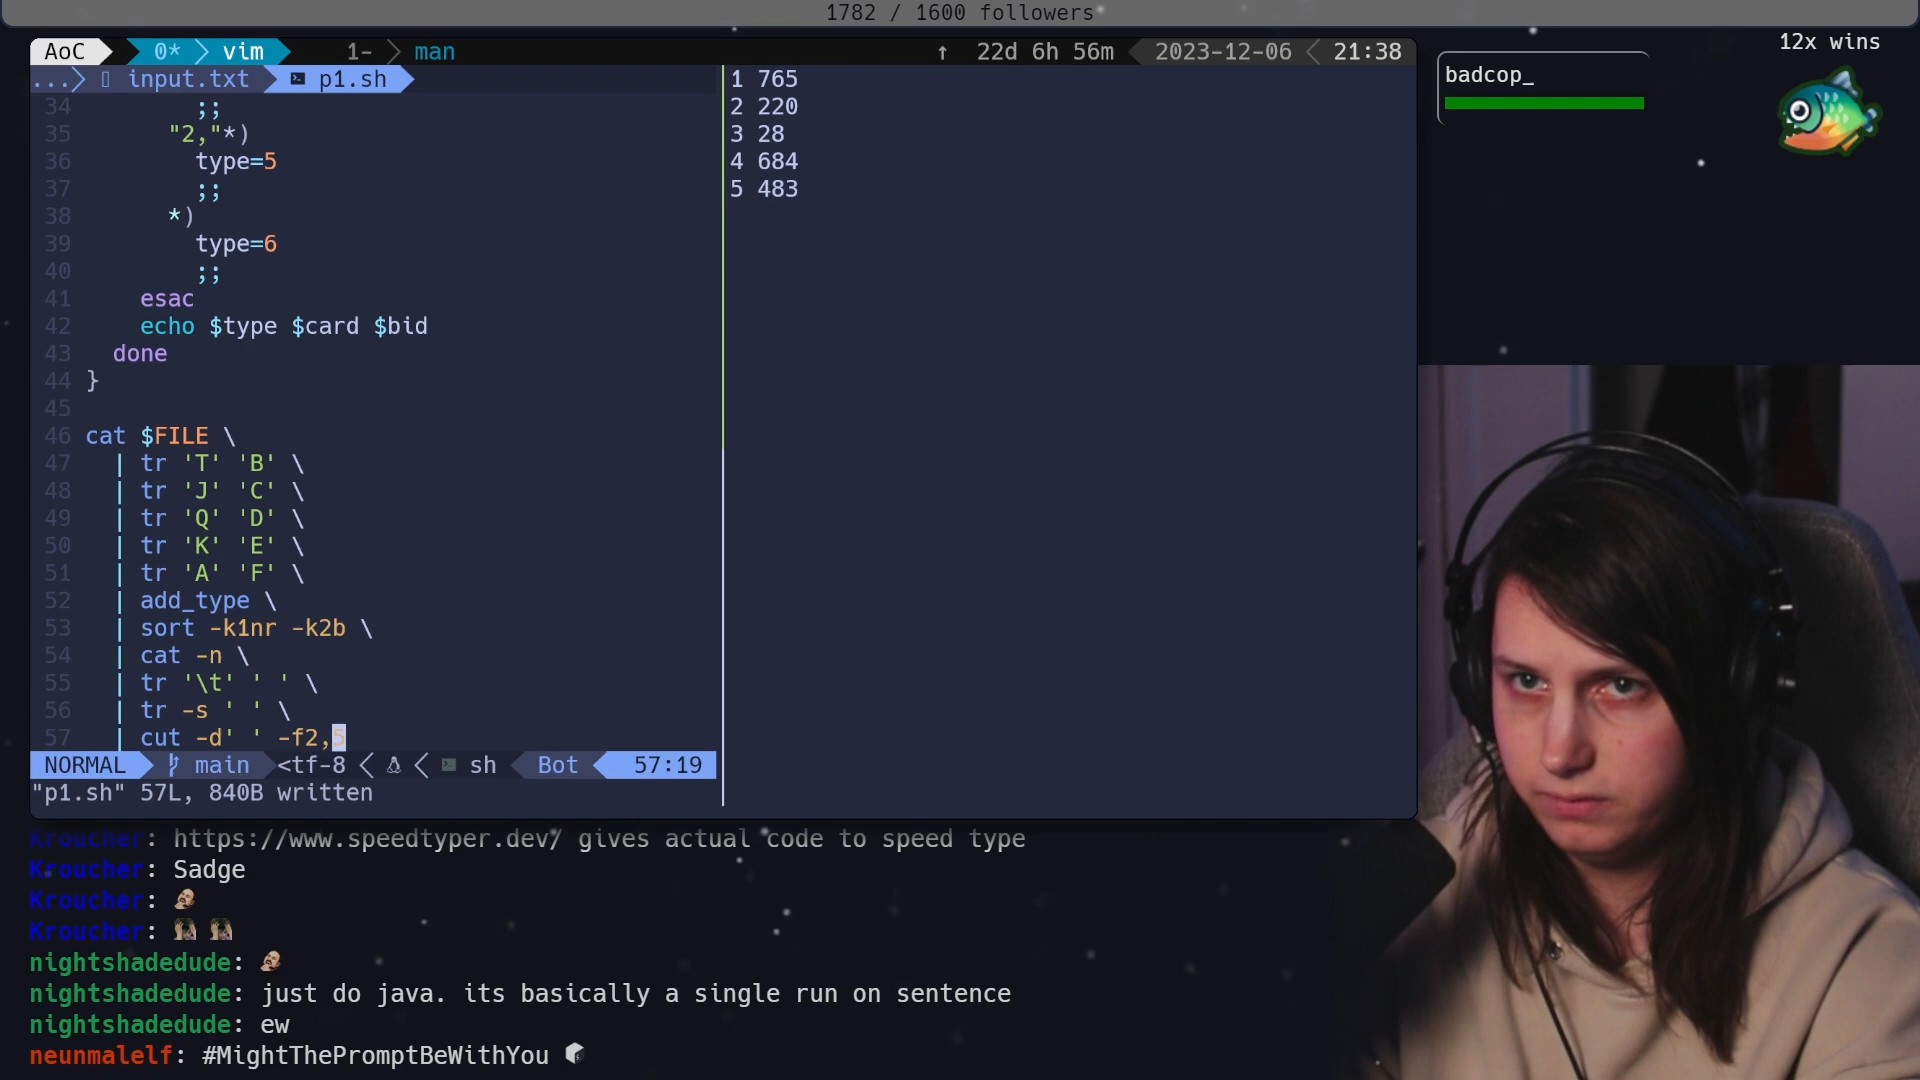 1782 / 1600 followers
AoC 0* vim 1- man ↑ 22d 6h 56m 2023-12-06 21:38
12x wins
badcop_
... input.txt p1.sh
34 ;;
35 "2,"*)
36 type=5
37 ;;
38 *)
39 type=6
40 ;;
41 esac
42 echo $type $card $bid
43 done
44 }
45
46 cat $FILE \
47 | tr 'T' 'B' \
48 | tr 'J' 'C' \
49 | tr 'Q' 'D' \
50 | tr 'K' 'E' \
51 | tr 'A' 'F' \
52 | add_type \
53 | sort -k1nr -k2b \
54 | cat -n \
55 | tr '\t' ' ' \
56 | tr -s ' ' \
57 | cut -d' ' -f2,5
NORMAL main <tf-8 sh Bot 57:19
"p1.sh" 57L, 840B written
1 765
2 220
3 28
4 684
5 483
Kroucher: https://www.speedtyper.dev/ gives actual code to speed type
Kroucher: Sadge
Kroucher:
Kroucher:
nightshadedude:
nightshadedude: just do java. its basically a single run on sentence
nightshadedude: ew
neunmalelf: #MightThePromptBeWithYou